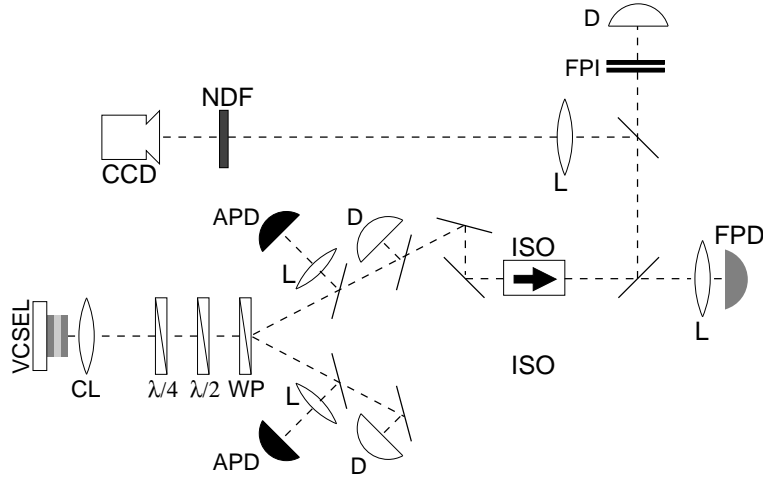 D
FPI
NDF
CCD
L
APD
D
ISO
FPD
L
L
VCSEL
CL
λ/4
λ/2
WP
ISO
L
APD
D